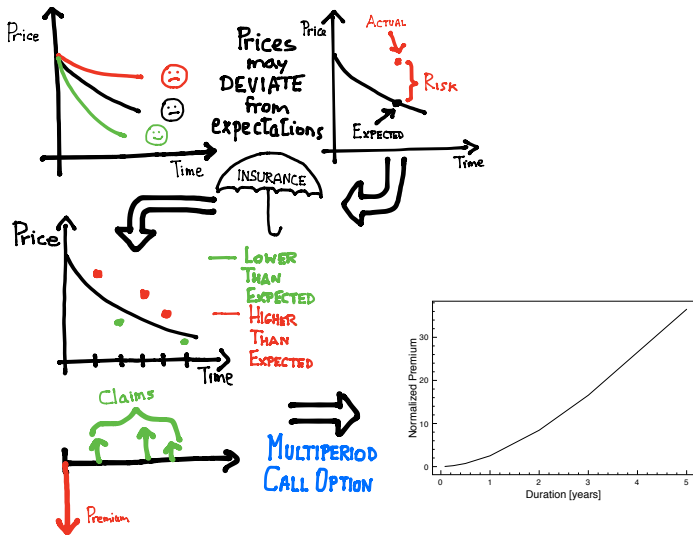 Price
Time
Prices
may
DEVIATE
from
expectations
Price
ACTUAL
RISK
EXPECTED
Time
INSURANCE
Price
Time
LOWER
THAN
EXPECTED
HIGHER
THAN
EXPECTED
Claims
Premium
MULTIPERIOD
CALL OPTION
Normalized Premium
30
20
10
0
0
1
2
3
4
5
Duration [years]